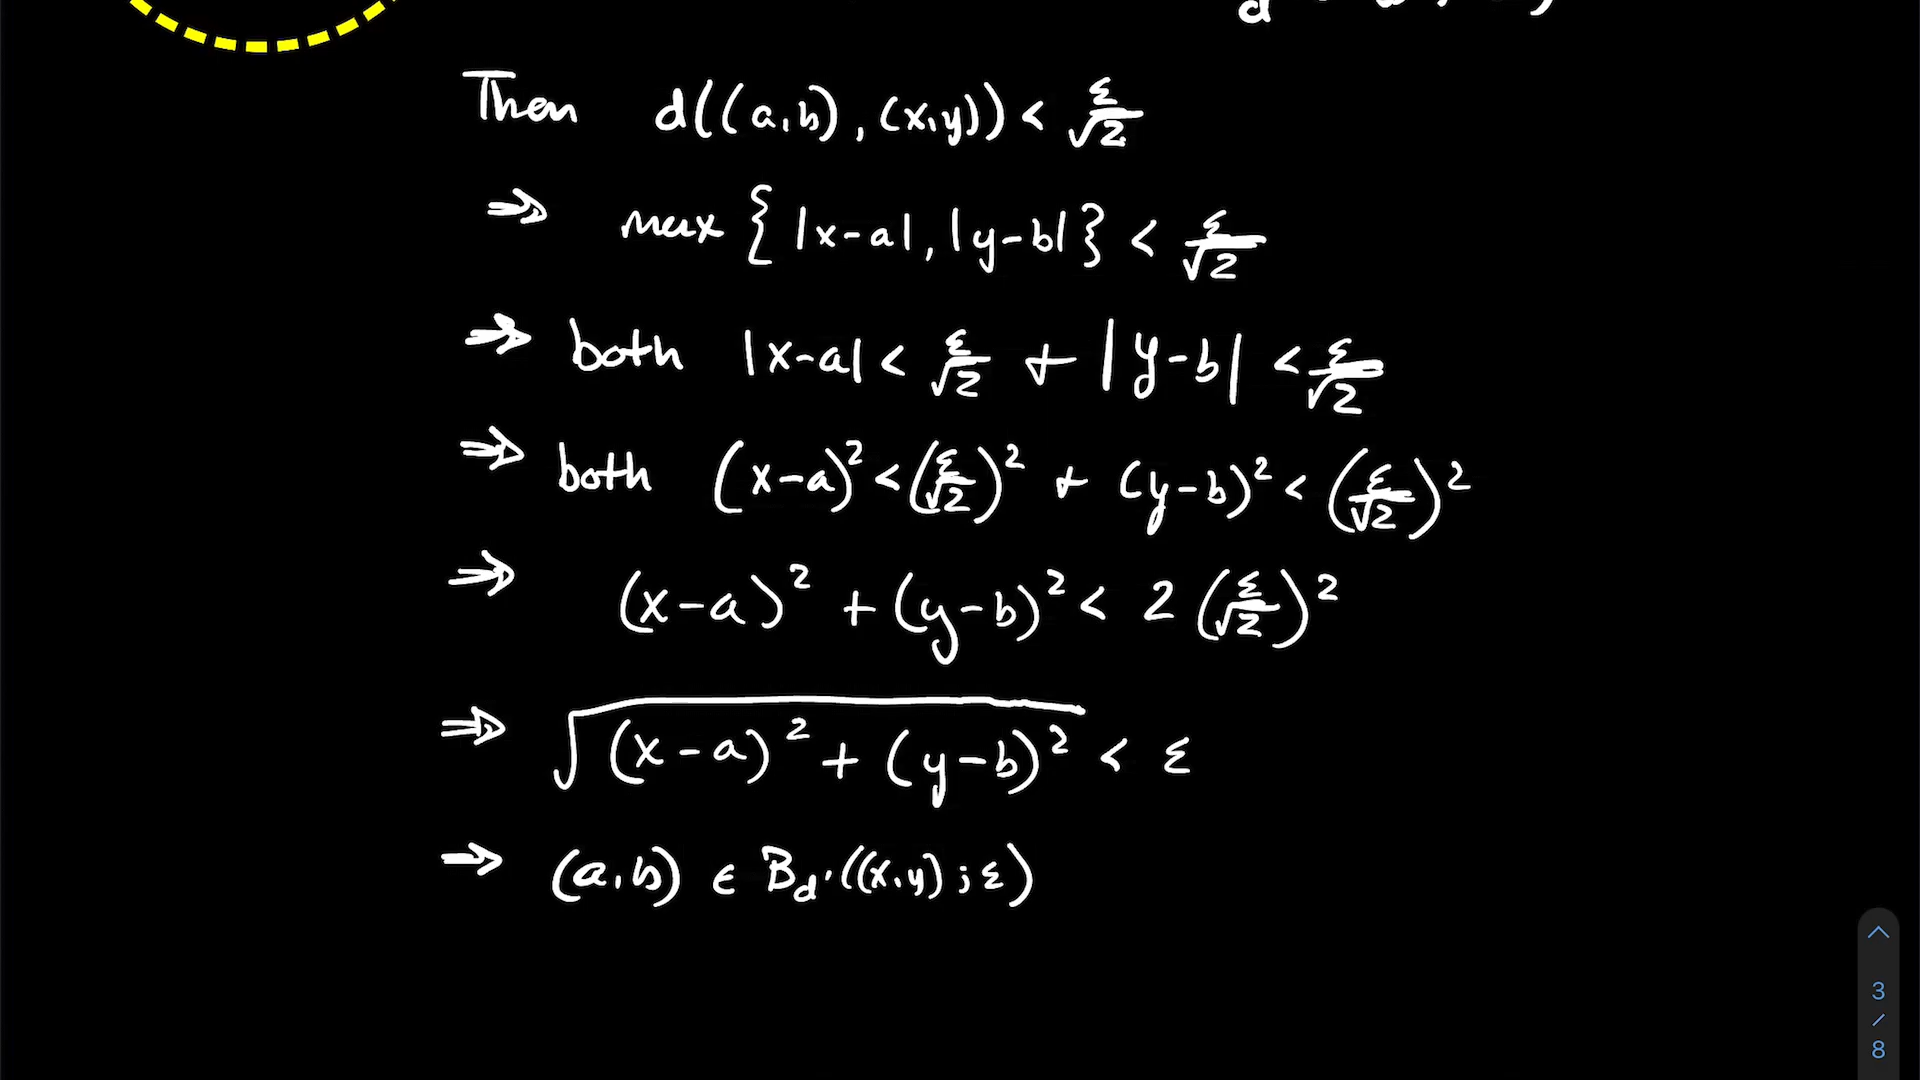 Then d((a,b),(x,y)) < ε/√2
⇒ max { |x-a|, |y-b| } < ε/√2
⇒ both |x-a| < ε/√2 + |y-b| < ε/√2
⇒ both (x-a)² < (ε/√2)² + (y-b)² < (ε/√2)²
⇒ (x-a)² + (y-b)² < 2 (ε/√2)²
⇒ √((x-a)² + (y-b)²) < ε
⇒ (a,b) ∈ B_d'((x,y); ε)
3
/
8